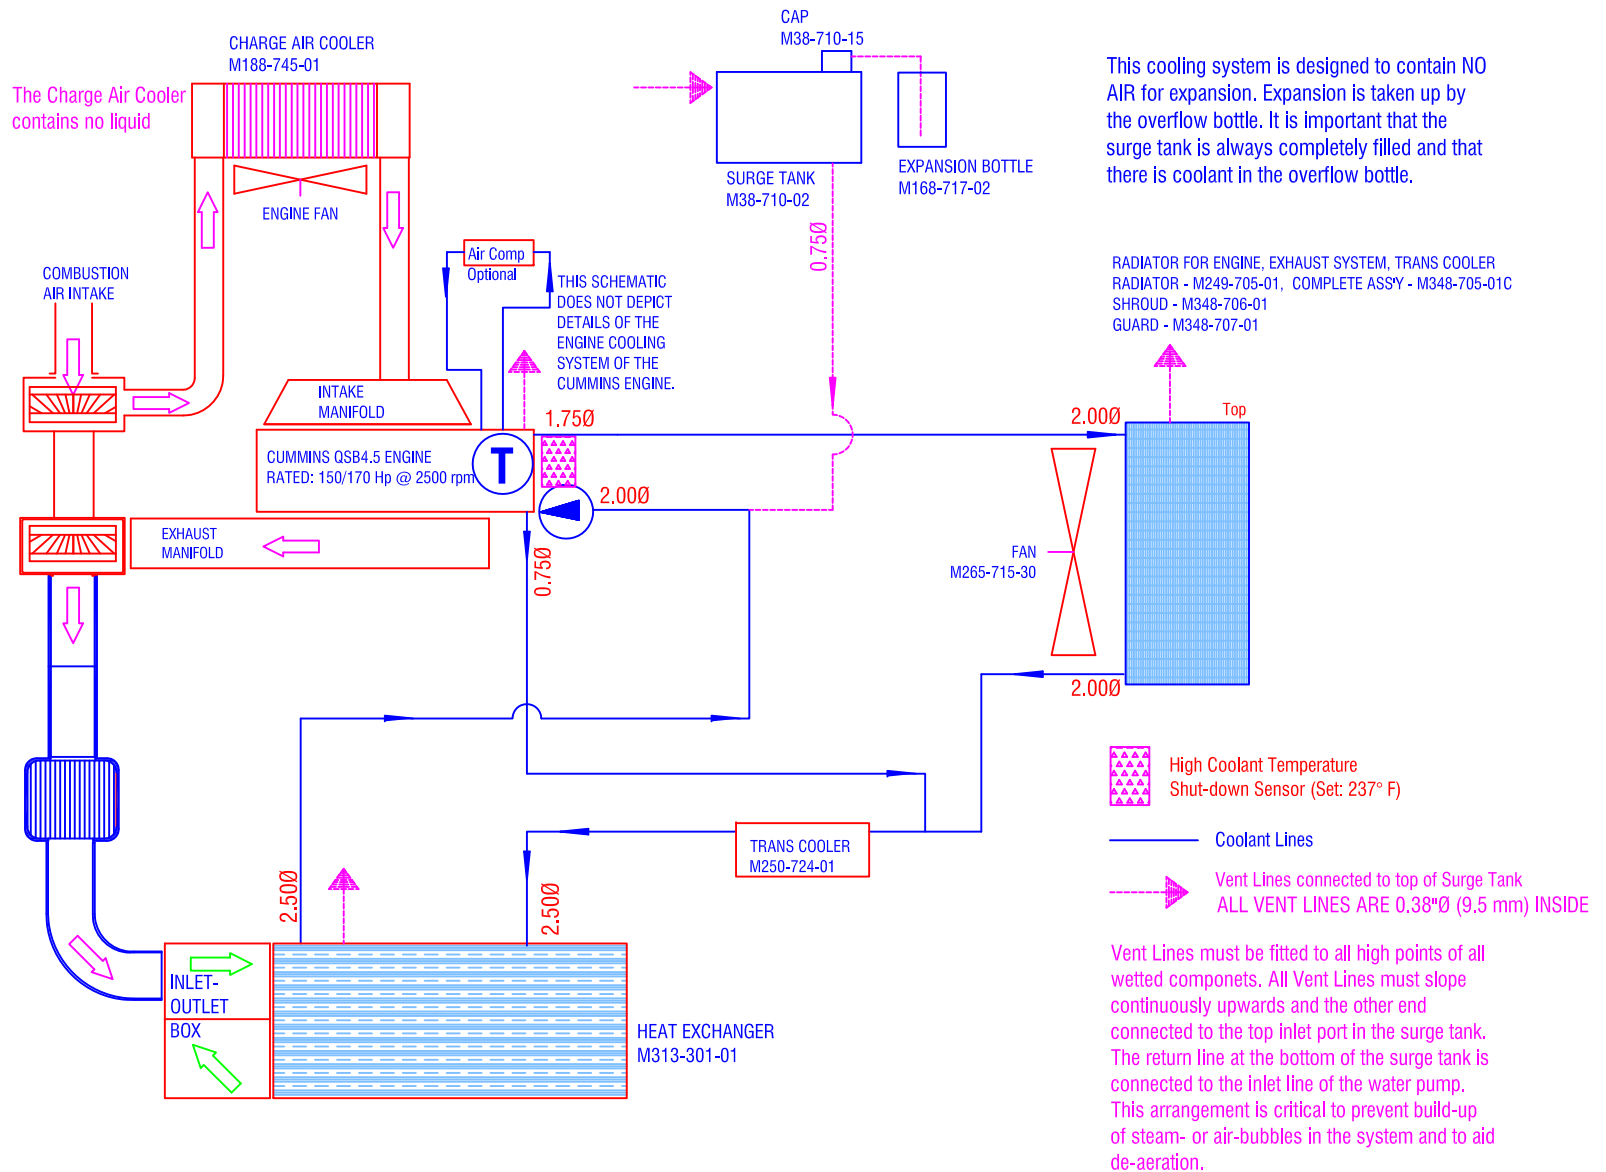 CAP
M38-710-15
CHARGE AIR COOLER
M188-745-01
The Charge Air Cooler
contains no liquid
This cooling system is designed to contain NO
AIR for expansion. Expansion is taken up by
the overflow bottle. It is important that the
surge tank is always completely filled and that
there is coolant in the overflow bottle.
SURGE TANK
M38-710-02
EXPANSION BOTTLE
M168-717-02
ENGINE FAN
0.75Ø
COMBUSTION
AIR INTAKE
Air Comp
Optional
THIS SCHEMATIC
DOES NOT DEPICT
DETAILS OF THE
ENGINE COOLING
SYSTEM OF THE
CUMMINS ENGINE.
RADIATOR FOR ENGINE, EXHAUST SYSTEM, TRANS COOLER
RADIATOR - M249-705-01, COMPLETE ASS'Y - M348-705-01C
SHROUD - M348-706-01
GUARD - M348-707-01
INTAKE
MANIFOLD
1.75Ø
2.00Ø
Top
CUMMINS QSB4.5 ENGINE
RATED: 150/170 Hp @ 2500 rpm
T
2.00Ø
EXHAUST
MANIFOLD
0.75Ø
FAN
M265-715-30
2.00Ø
High Coolant Temperature
Shut-down Sensor (Set: 237° F)
Coolant Lines
TRANS COOLER
M250-724-01
Vent Lines connected to top of Surge Tank
ALL VENT LINES ARE 0.38"Ø (9.5 mm) INSIDE
2.50Ø
2.50Ø
INLET-
OUTLET
BOX
HEAT EXCHANGER
M313-301-01
Vent Lines must be fitted to all high points of all
wetted componets. All Vent Lines must slope
continuously upwards and the other end
connected to the top inlet port in the surge tank.
The return line at the bottom of the surge tank is
connected to the inlet line of the water pump.
This arrangement is critical to prevent build-up
of steam- or air-bubbles in the system and to aid
de-aeration.